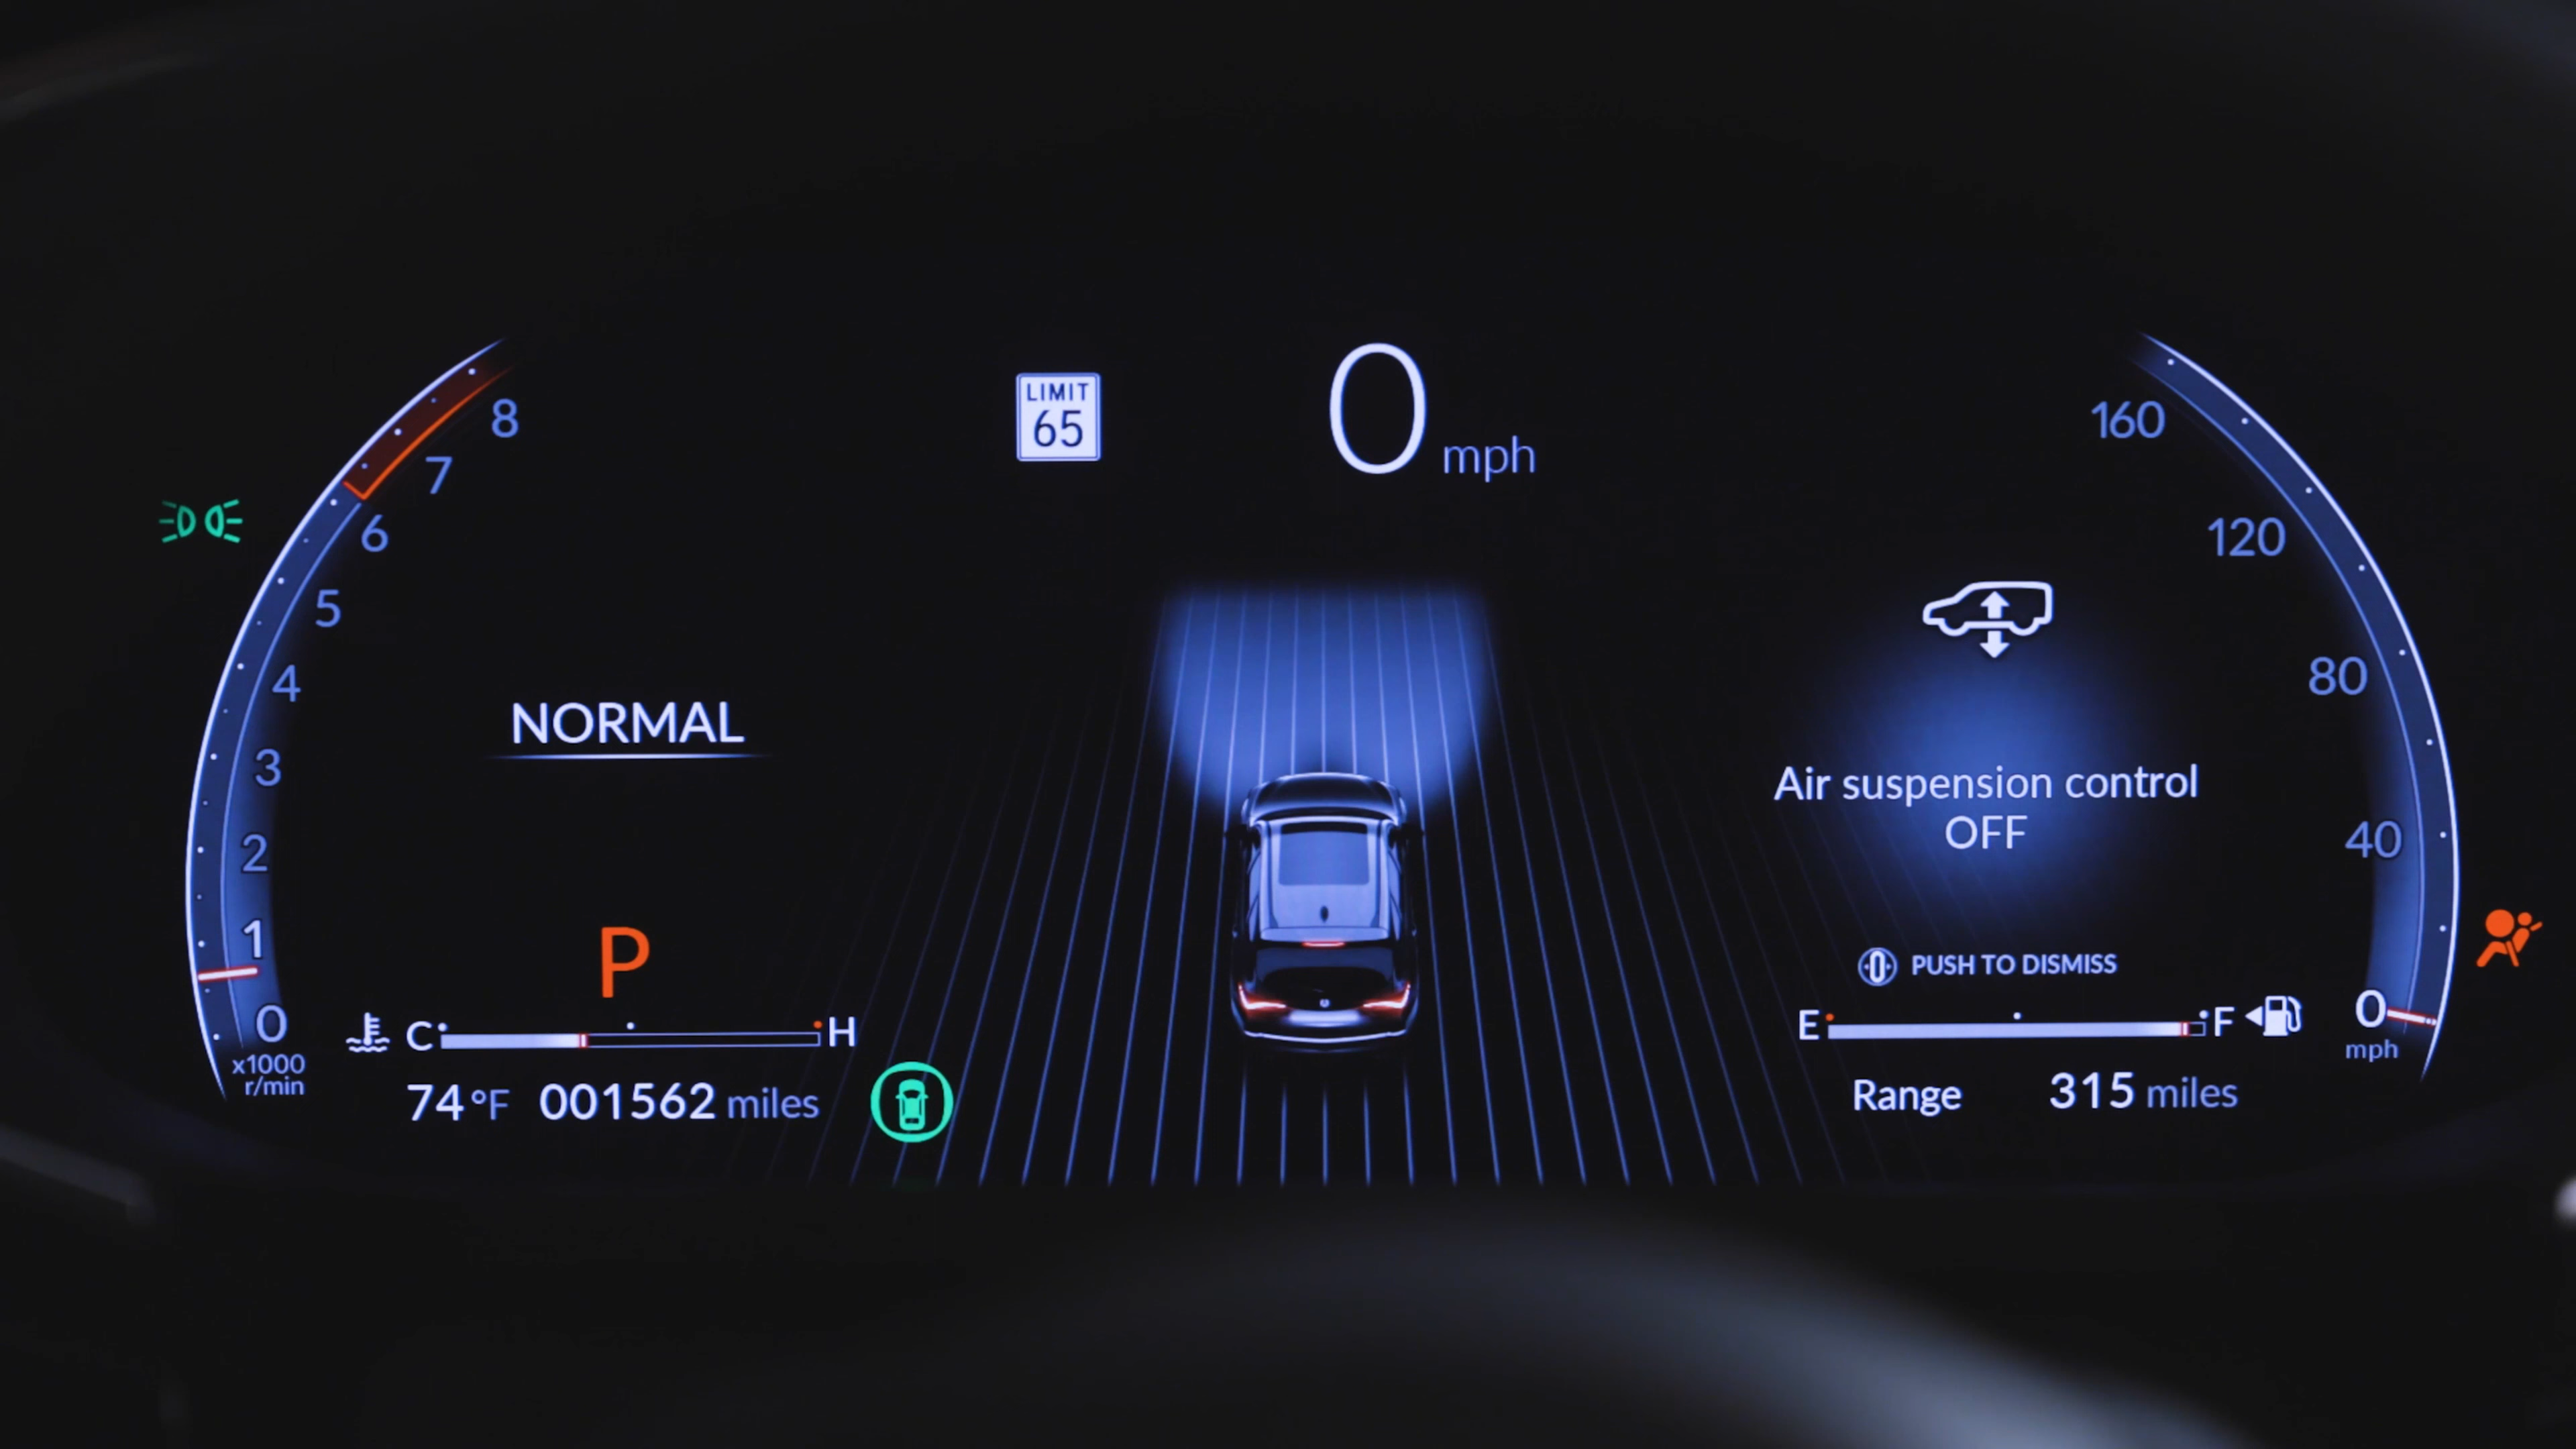 LIMIT
65
0 mph
8
7
6
5
4
3
2
1
0
x1000
r/min
NORMAL
P
C H
74 °F 001562 miles
160
120
80
40
0
mph
Air suspension control
OFF
PUSH TO DISMISS
E F
Range 315 miles